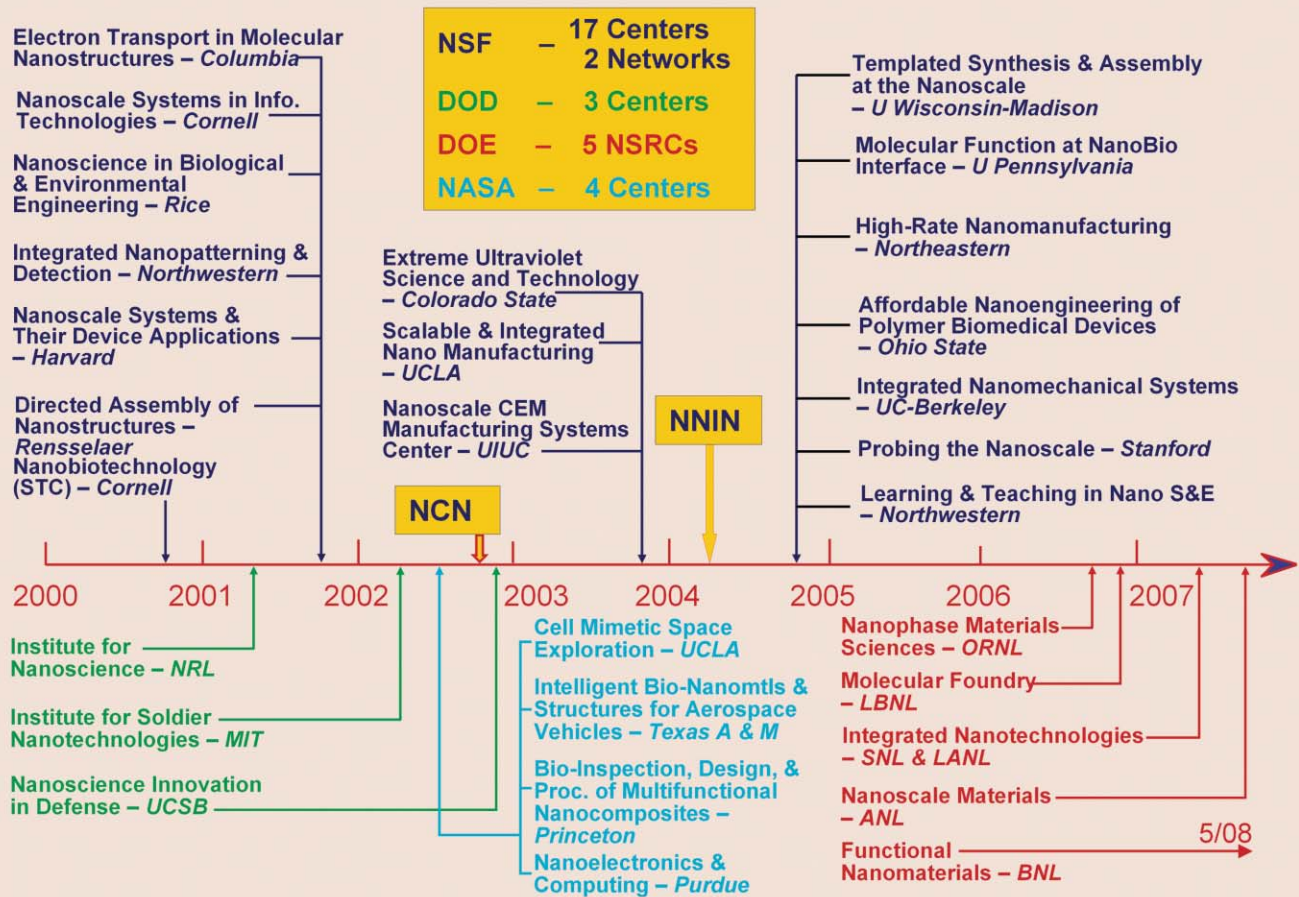 Electron Transport in Molecular
Nanostructures – Columbia
Nanoscale Systems in Info.
Technologies – Cornell
Nanoscience in Biological
& Environmental
Engineering – Rice
Integrated Nanopatterning &
Detection – Northwestern
Nanoscale Systems &
Their Device Applications
– Harvard
Directed Assembly of
Nanostructures –
Rensselaer
Nanobiotechnology
(STC) – Cornell
NSF – 17 Centers
2 Networks
DOD – 3 Centers
DOE – 5 NSRCs
NASA – 4 Centers
Extreme Ultraviolet
Science and Technology
– Colorado State
Scalable & Integrated
Nano Manufacturing
– UCLA
Nanoscale CEM
Manufacturing Systems
Center – UIUC
NCN
NNIN
Templated Synthesis & Assembly
at the Nanoscale
– U Wisconsin-Madison
Molecular Function at NanoBio
Interface – U Pennsylvania
High-Rate Nanomanufacturing
– Northeastern
Affordable Nanoengineering of
Polymer Biomedical Devices
– Ohio State
Integrated Nanomechanical Systems
– UC-Berkeley
Probing the Nanoscale – Stanford
Learning & Teaching in Nano S&E
– Northwestern
2000 2001 2002 2003 2004 2005 2006 2007
Institute for
Nanoscience – NRL
Institute for Soldier
Nanotechnologies – MIT
Nanoscience Innovation
in Defense – UCSB
Cell Mimetic Space
Exploration – UCLA
Intelligent Bio-Nanomtls &
Structures for Aerospace
Vehicles – Texas A & M
Bio-Inspection, Design, &
Proc. of Multifunctional
Nanocomposites –
Princeton
Nanoelectronics &
Computing – Purdue
Nanophase Materials
Sciences – ORNL
Molecular Foundry
– LBNL
Integrated Nanotechnologies
– SNL & LANL
Nanoscale Materials
– ANL
5/08
Functional
Nanomaterials – BNL